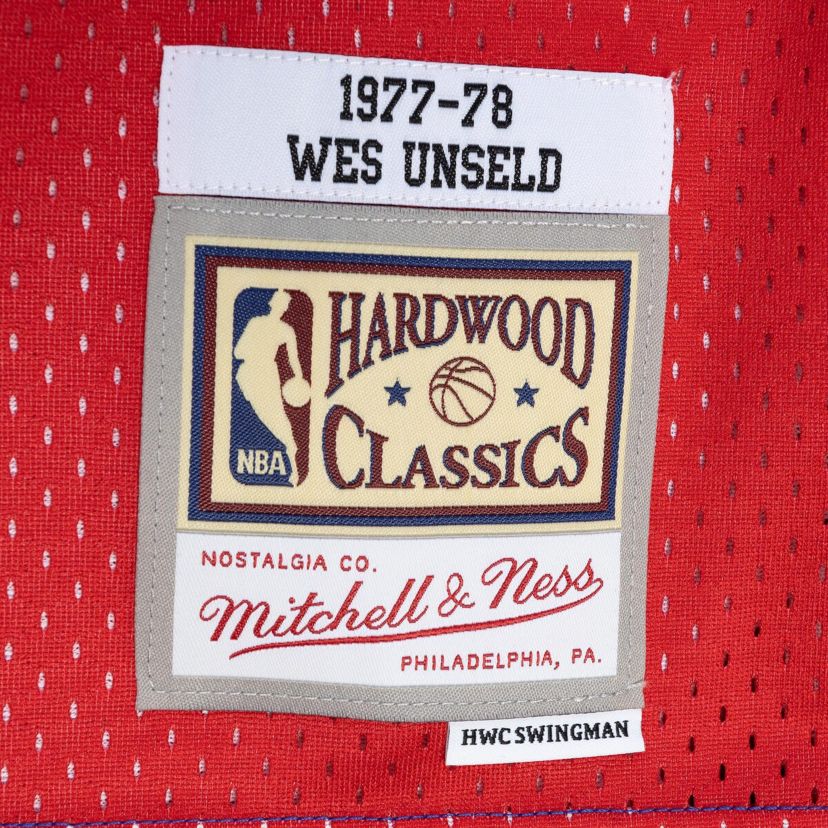 1977-78
WES UNSELD
HARDWOOD
CLASSICS
NBA
NOSTALGIA CO.
Mitchell & Ness
PHILADELPHIA, PA.
HWC SWINGMAN